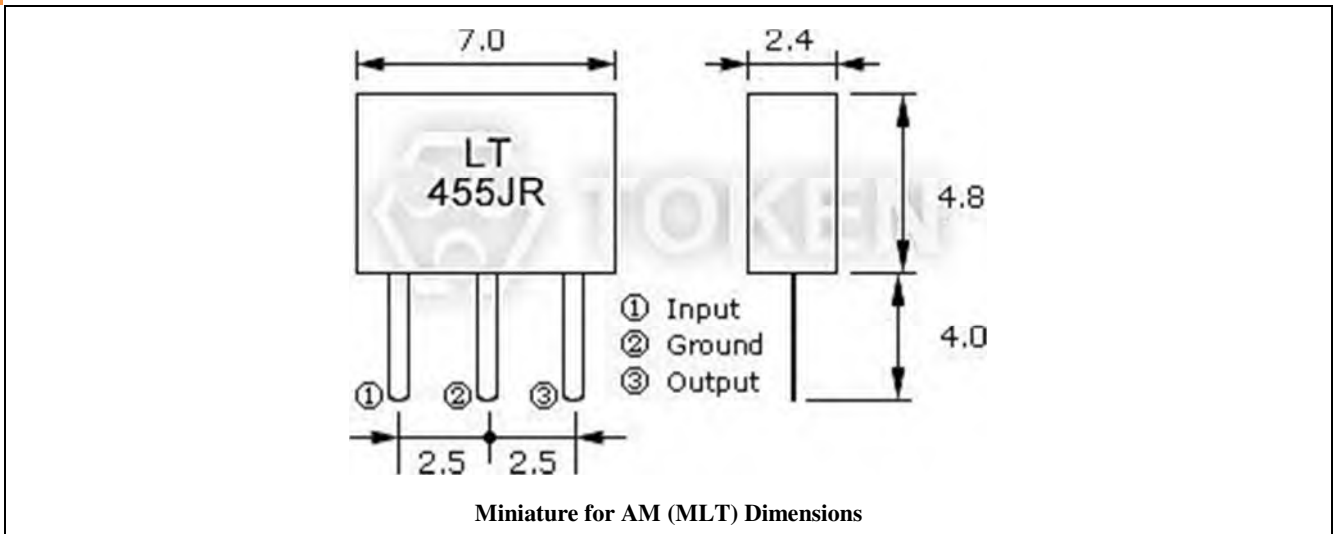 7.0
2.4
LT
455JR
TOKEN
4.8
① Input
② Ground
③ Output
4.0
① ② ③
2.5 2.5
Miniature for AM (MLT) Dimensions